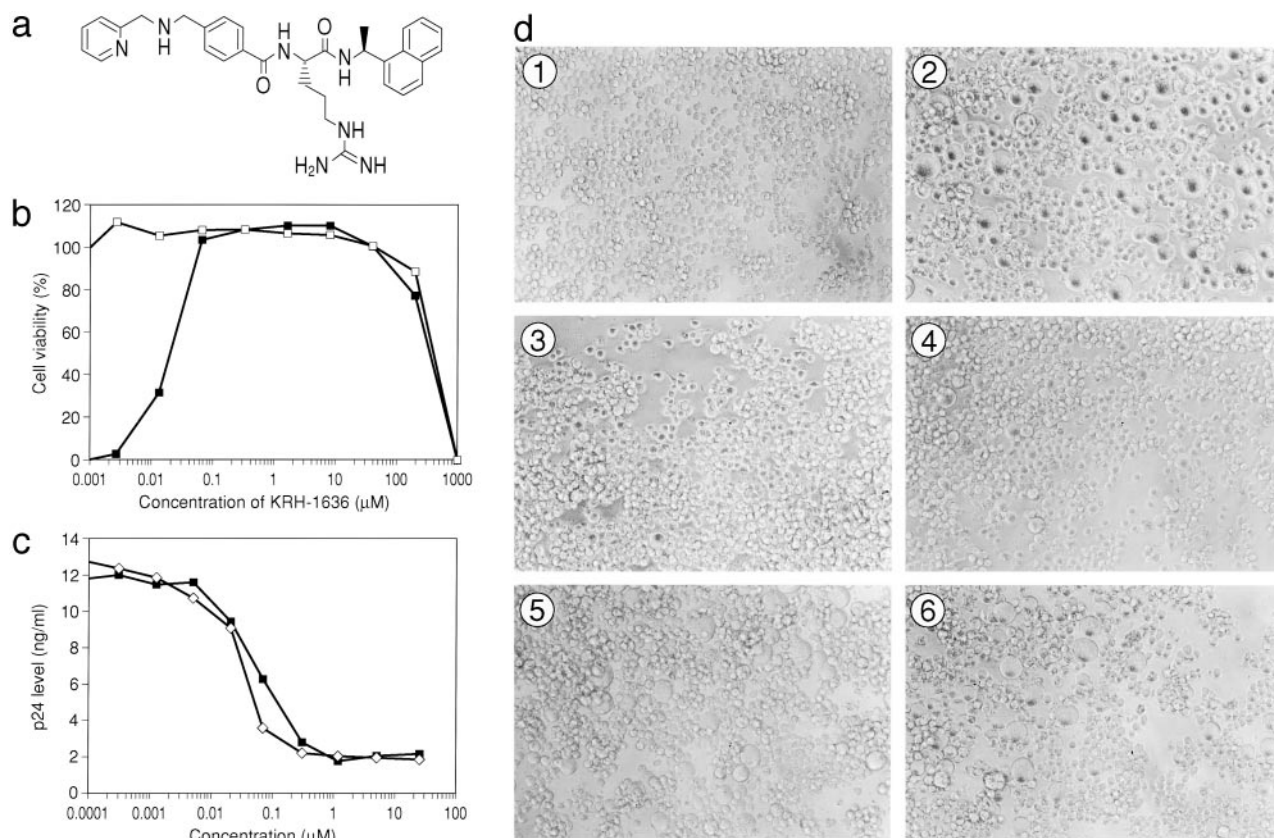 a
N
N
H
O
H
N
O
N
H
NH
H₂N
NH
b
120
100
80
60
40
20
0
Cell viability (%)
0.001
0.01
0.1
1
10
100
1000
Concentration of KRH-1636 (μM)
c
14
12
10
8
6
4
2
0
p24 level (ng/ml)
0.0001
0.001
0.01
0.1
1
10
100
Concentration (μM)
d
1
2
3
4
5
6